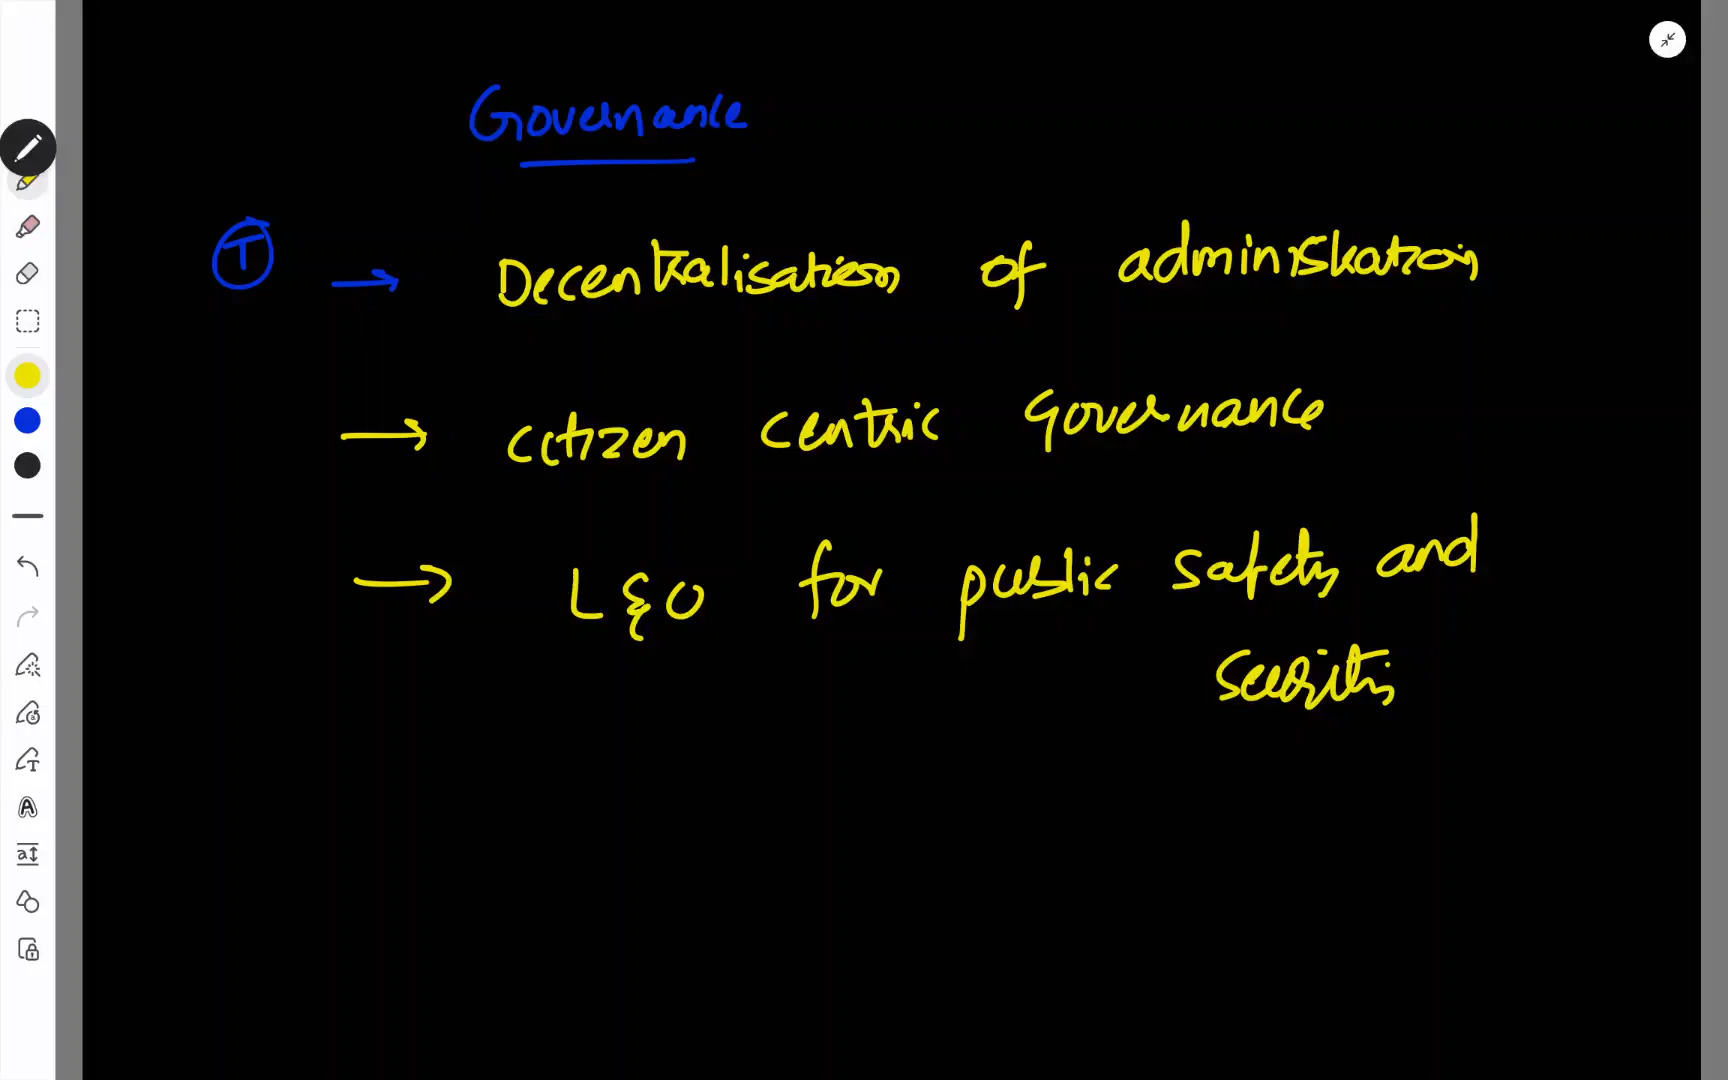 Governance
T → Decentralisation of administration
→ citizen centric Governance
→ L & O for public safety and
security